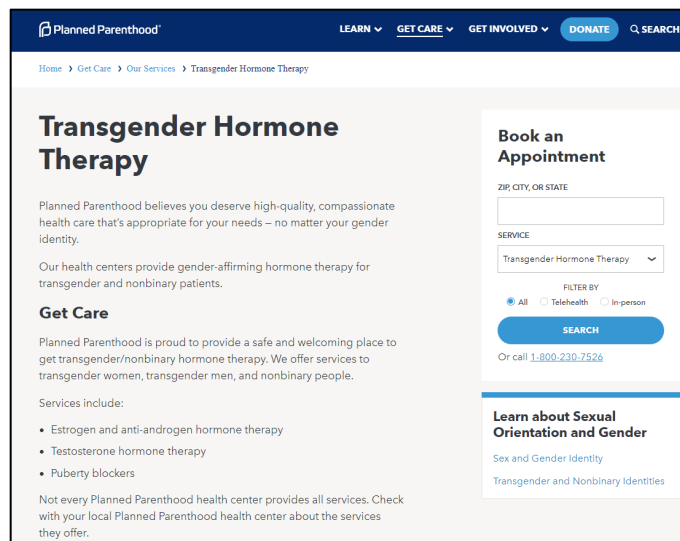 Planned Parenthood®
LEARN GET CARE GET INVOLVED DONATE SEARCH
Home > Get Care > Our Services > Transgender Hormone Therapy
Transgender Hormone
Therapy
Planned Parenthood believes you deserve high-quality, compassionate
health care that's appropriate for your needs — no matter your gender
identity.
Our health centers provide gender-affirming hormone therapy for
transgender and nonbinary patients.
Get Care
Planned Parenthood is proud to provide a safe and welcoming place to
get transgender/nonbinary hormone therapy. We offer services to
transgender women, transgender men, and nonbinary people.
Services include:
• Estrogen and anti-androgen hormone therapy
• Testosterone hormone therapy
• Puberty blockers
Not every Planned Parenthood health center provides all services. Check
with your local Planned Parenthood health center about the services
they offer.
Book an
Appointment
ZIP, CITY, OR STATE
SERVICE
Transgender Hormone Therapy
FILTER BY
All Telehealth In-person
SEARCH
Or call 1-800-230-7526
Learn about Sexual
Orientation and Gender
Sex and Gender Identity
Transgender and Nonbinary Identities